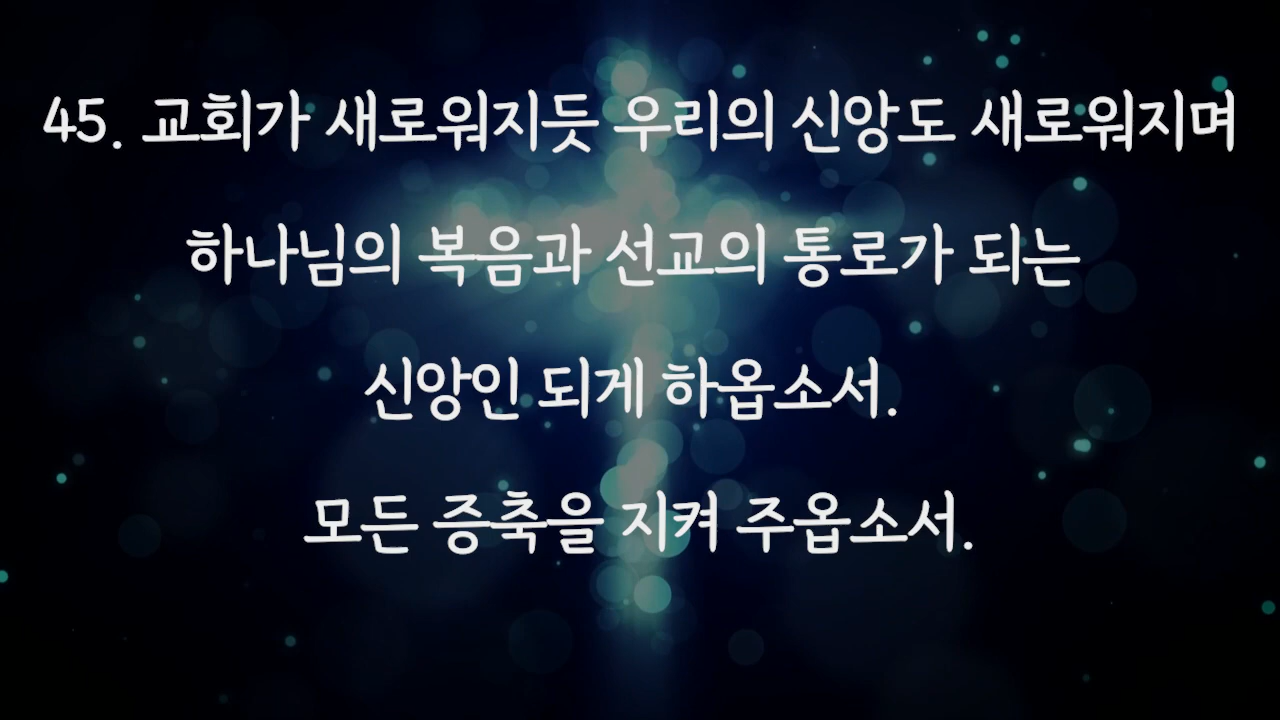 45. 교회가 새로워지듯 우리의 신앙도 새로워지며
하나님의 복음과 선교의 통로가 되는
신앙인 되게 하옵소서.
모든 증축을 지켜 주옵소서.